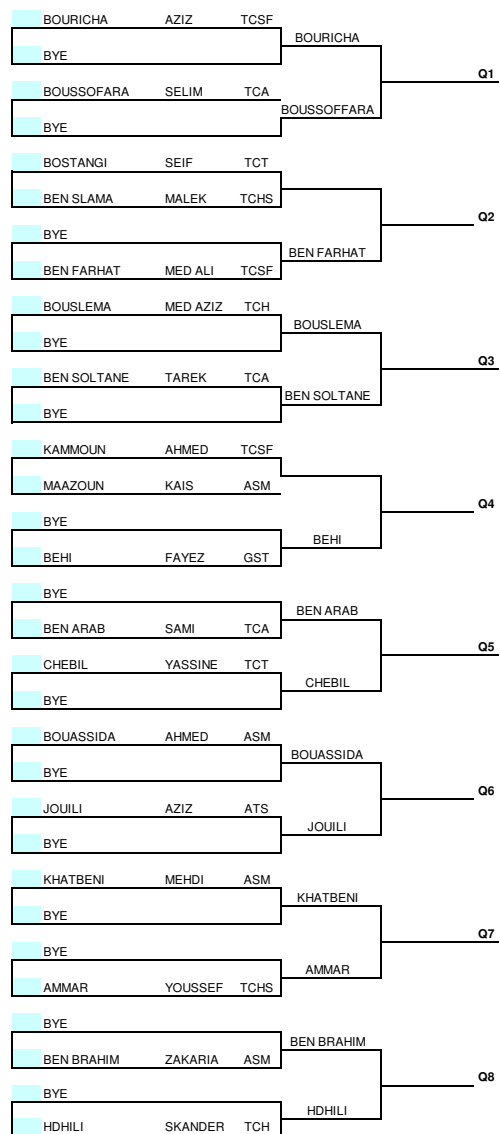 BOURICHA AZIZ TCSF
BOURICHA
BYE
Q1
BOUSSOFARA SELIM TCA
BOUSSOFFARA
BYE
BOSTANGI SEIF TCT
BEN SLAMA MALEK TCHS
Q2
BYE
BEN FARHAT
BEN FARHAT MED ALI TCSF
BOUSLEMA MED AZIZ TCH
BOUSLEMA
BYE
Q3
BEN SOLTANE TAREK TCA
BEN SOLTANE
BYE
KAMMOUN AHMED TCSF
MAAZOUN KAIS ASM
Q4
BYE
BEHI
BEHI FAYEZ GST
BYE
BEN ARAB
BEN ARAB SAMI TCA
Q5
CHEBIL YASSINE TCT
CHEBIL
BYE
BOUASSIDA AHMED ASM
BOUASSIDA
BYE
Q6
JOUILI AZIZ ATS
JOUILI
BYE
KHATBENI MEHDI ASM
KHATBENI
BYE
Q7
BYE
AMMAR
AMMAR YOUSSEF TCHS
BYE
BEN BRAHIM
BEN BRAHIM ZAKARIA ASM
Q8
BYE
HDHILI
HDHILI SKANDER TCH